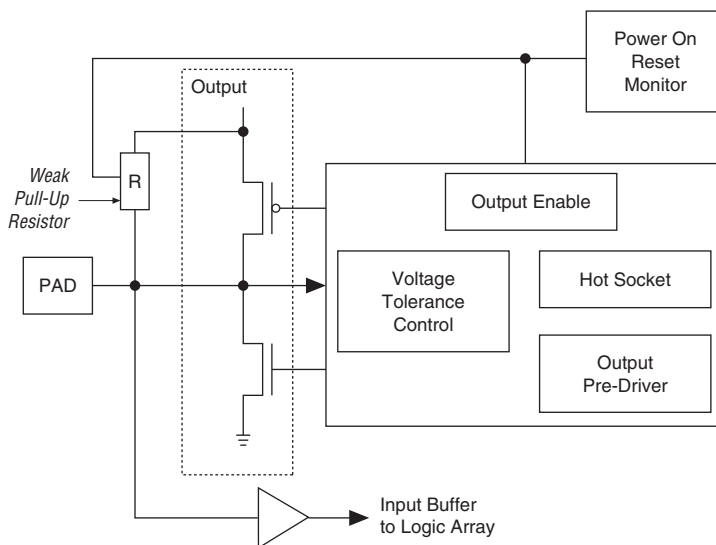 Power On
Reset
Monitor
Output
Weak
Pull-Up
Resistor
R
Output Enable
PAD
Voltage
Tolerance
Control
Hot Socket
Output
Pre-Driver
Input Buffer
to Logic Array